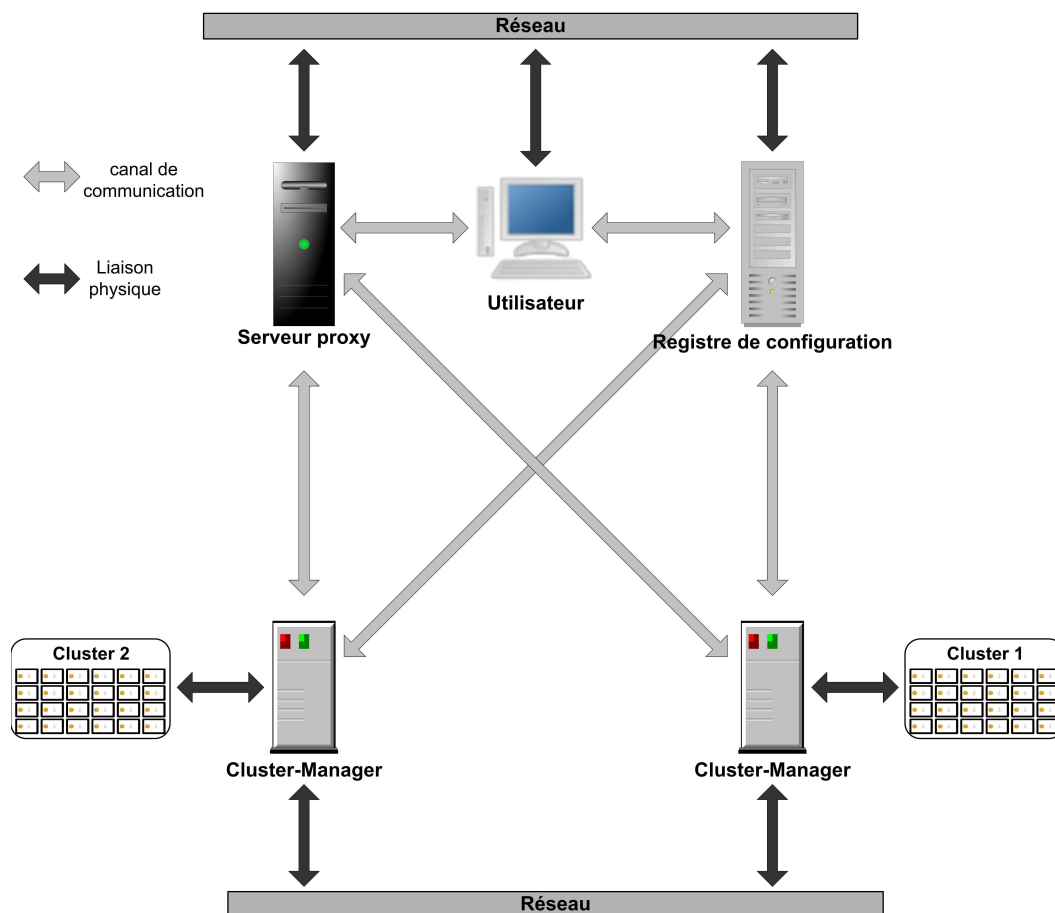 Réseau
canal de
communication
Liaison
physique
Utilisateur
Serveur proxy
Registre de configuration
Cluster 2
Cluster 1
Cluster-Manager
Cluster-Manager
Réseau